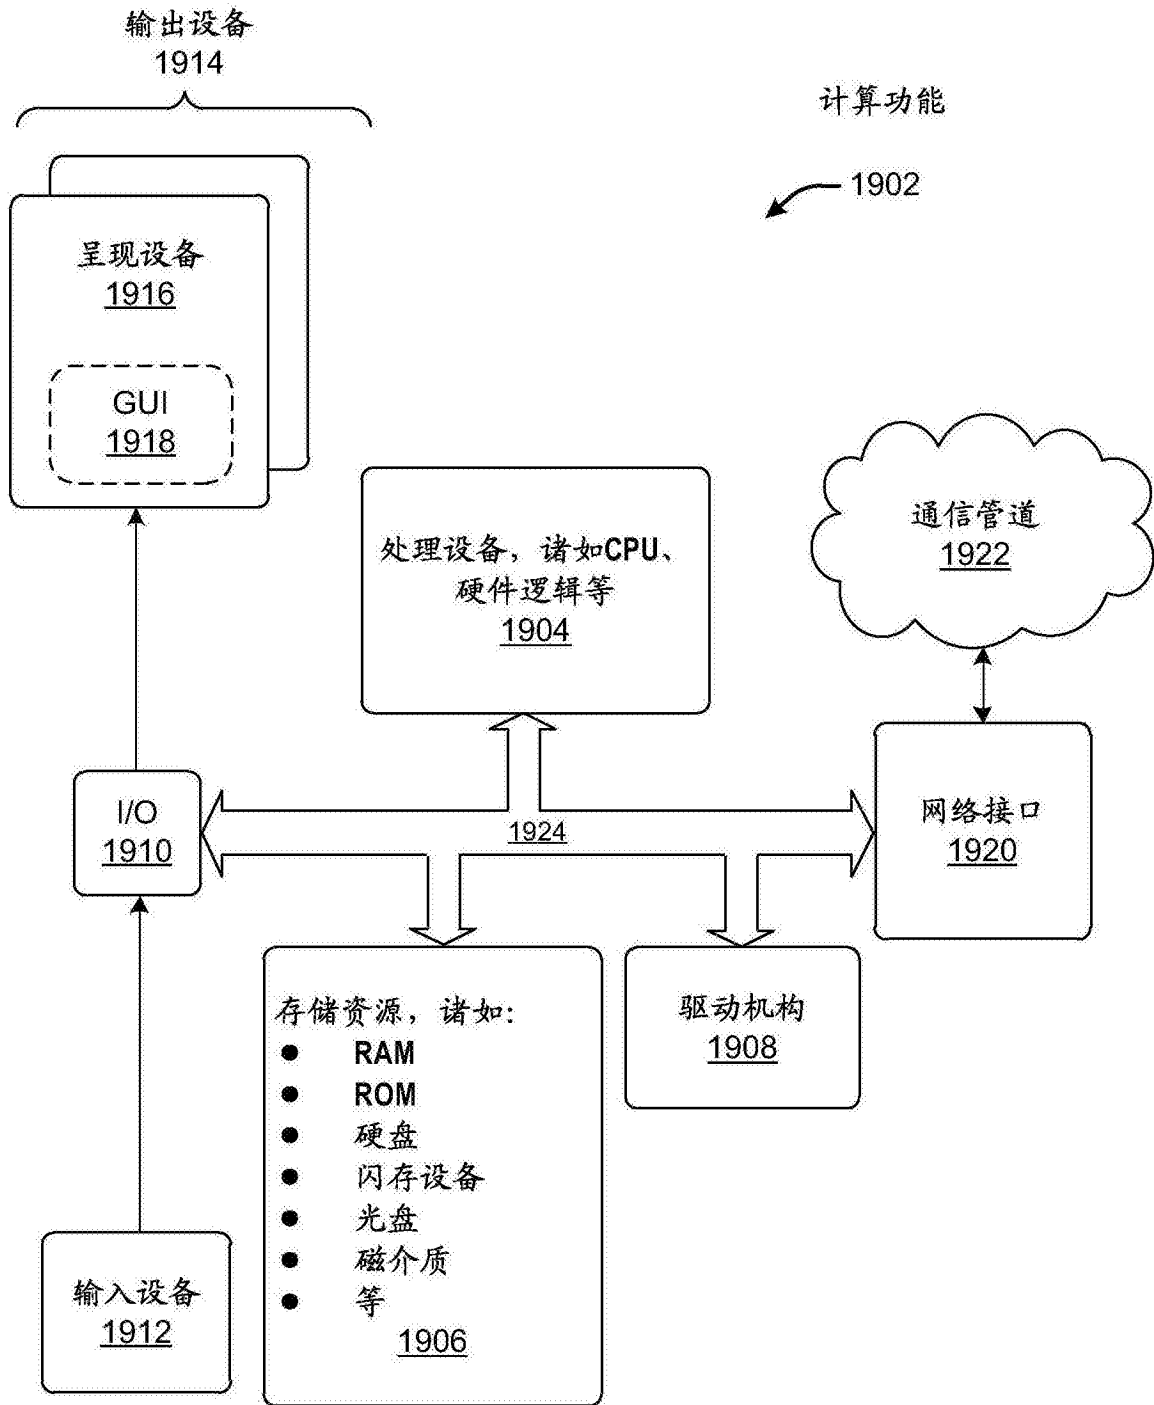 输出设备
1914
计算功能
1902
呈现设备
1916
GUI
1918
处理设备，诸如CPU、
硬件逻辑等
1904
通信管道
1922
I/O
1910
1924
网络接口
1920
存储资源，诸如：
● RAM
● ROM
● 硬盘
● 闪存设备
● 光盘
● 磁介质
● 等
1906
驱动机构
1908
输入设备
1912